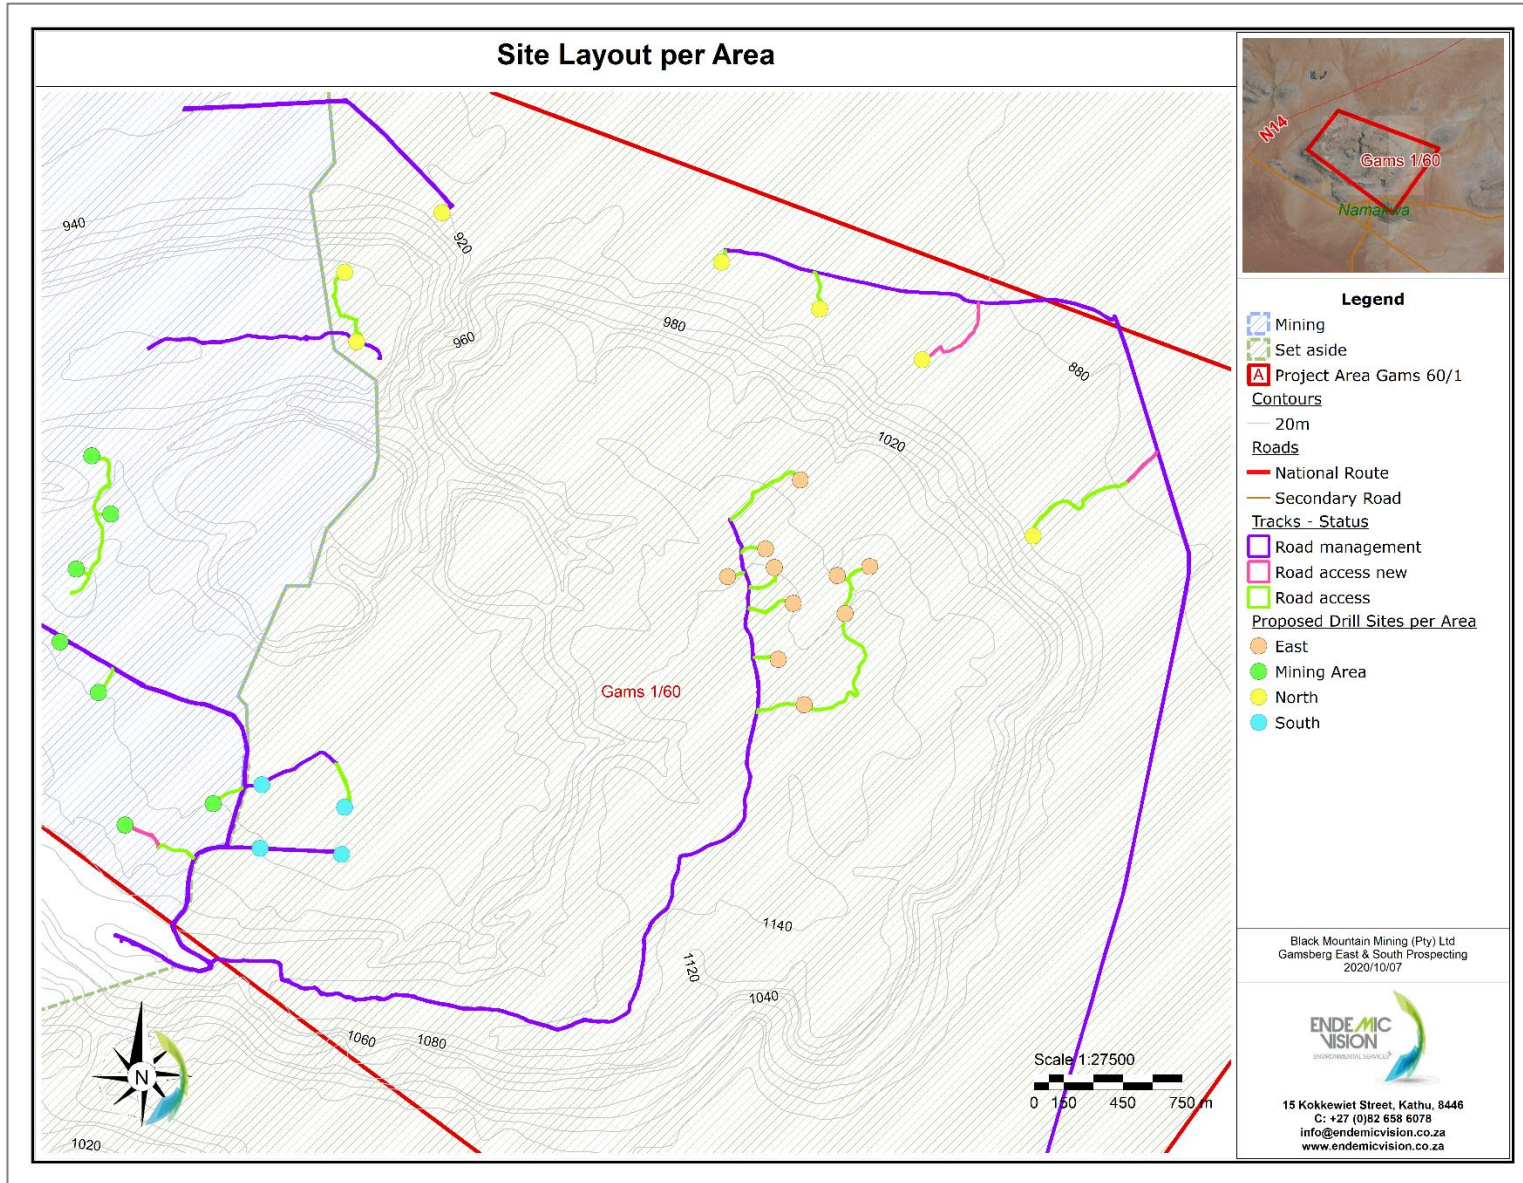 Site Layout per Area
N14
Gams 1/60
Namakwa
940
920
960
980
880
1020
Gams 1/60
1140
1120
1040
1060
1080
1020
N
Scale 1:27500
0 150 450 750 m
Legend
Mining
Set aside
A Project Area Gams 60/1
Contours
20m
Roads
National Route
Secondary Road
Tracks - Status
Road management
Road access new
Road access
Proposed Drill Sites per Area
East
Mining Area
North
South
Black Mountain Mining (Pty) Ltd
Gamsberg East & South Prospecting
2020/10/07
ENDEMIC
VISION
ENVIRONMENTAL SERVICES
15 Kokkewiet Street, Kathu, 8446
C: +27 (0)82 658 6078
info@endemicvision.co.za
www.endemicvision.co.za